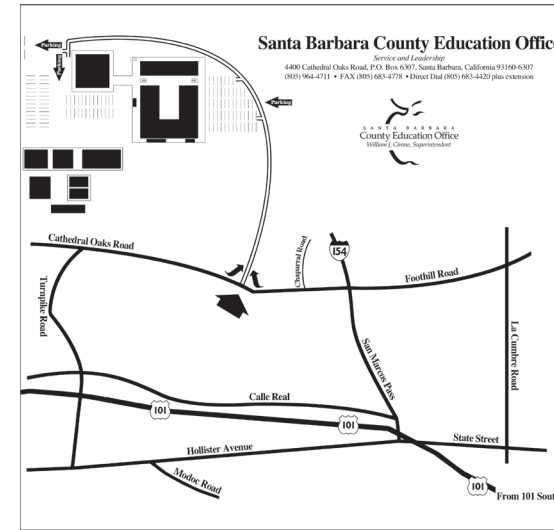 Santa Barbara County Education Offic
Service and Leadership
4400 Cathedral Oaks Road, P.O. Box 6307, Santa Barbara, California 93160-6307
(805) 964-4711 • FAX (805) 683-4778 • Direct Dial (805) 683-4420 plus extension
Parking
Parking
Parking
SANTA BARBARA
County Education Office
William J. Cirone, Superintendent
Cathedral Oaks Road
Chaparral Road
154
Foothill Road
Turnpike Road
San Marcos Pass
La Cumbre Road
Calle Real
101
101
Hollister Avenue
State Street
Modoc Road
101
From 101 South